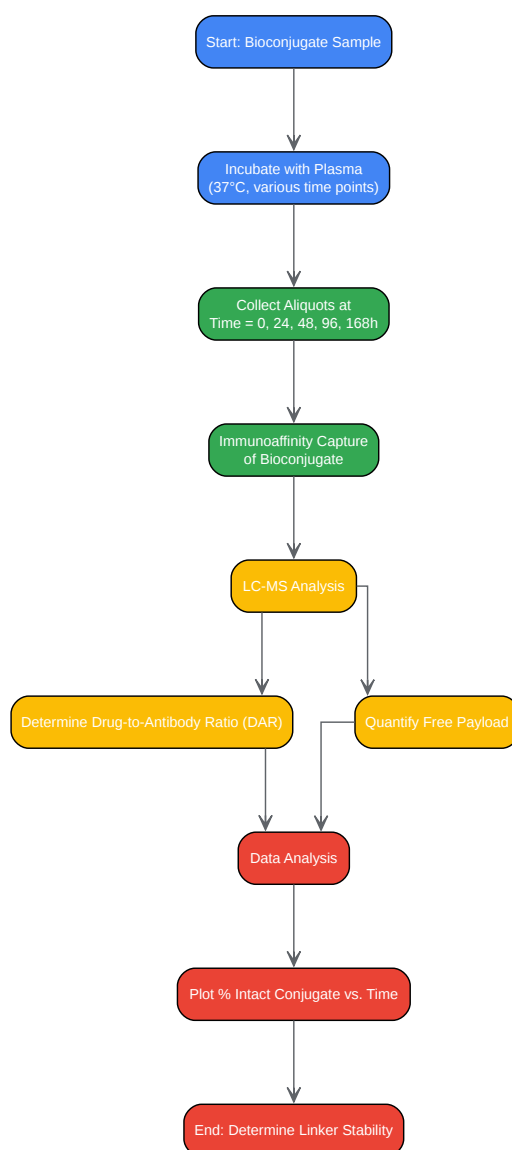 Start: Bioconjugate Sample
Incubate with Plasma
(37°C, various time points)
Collect Aliquots at
Time = 0, 24, 48, 96, 168h
Immunoaffinity Capture
of Bioconjugate
LC-MS Analysis
Determine Drug-to-Antibody Ratio (DAR)
Quantify Free Payload
Data Analysis
Plot % Intact Conjugate vs. Time
End: Determine Linker Stability